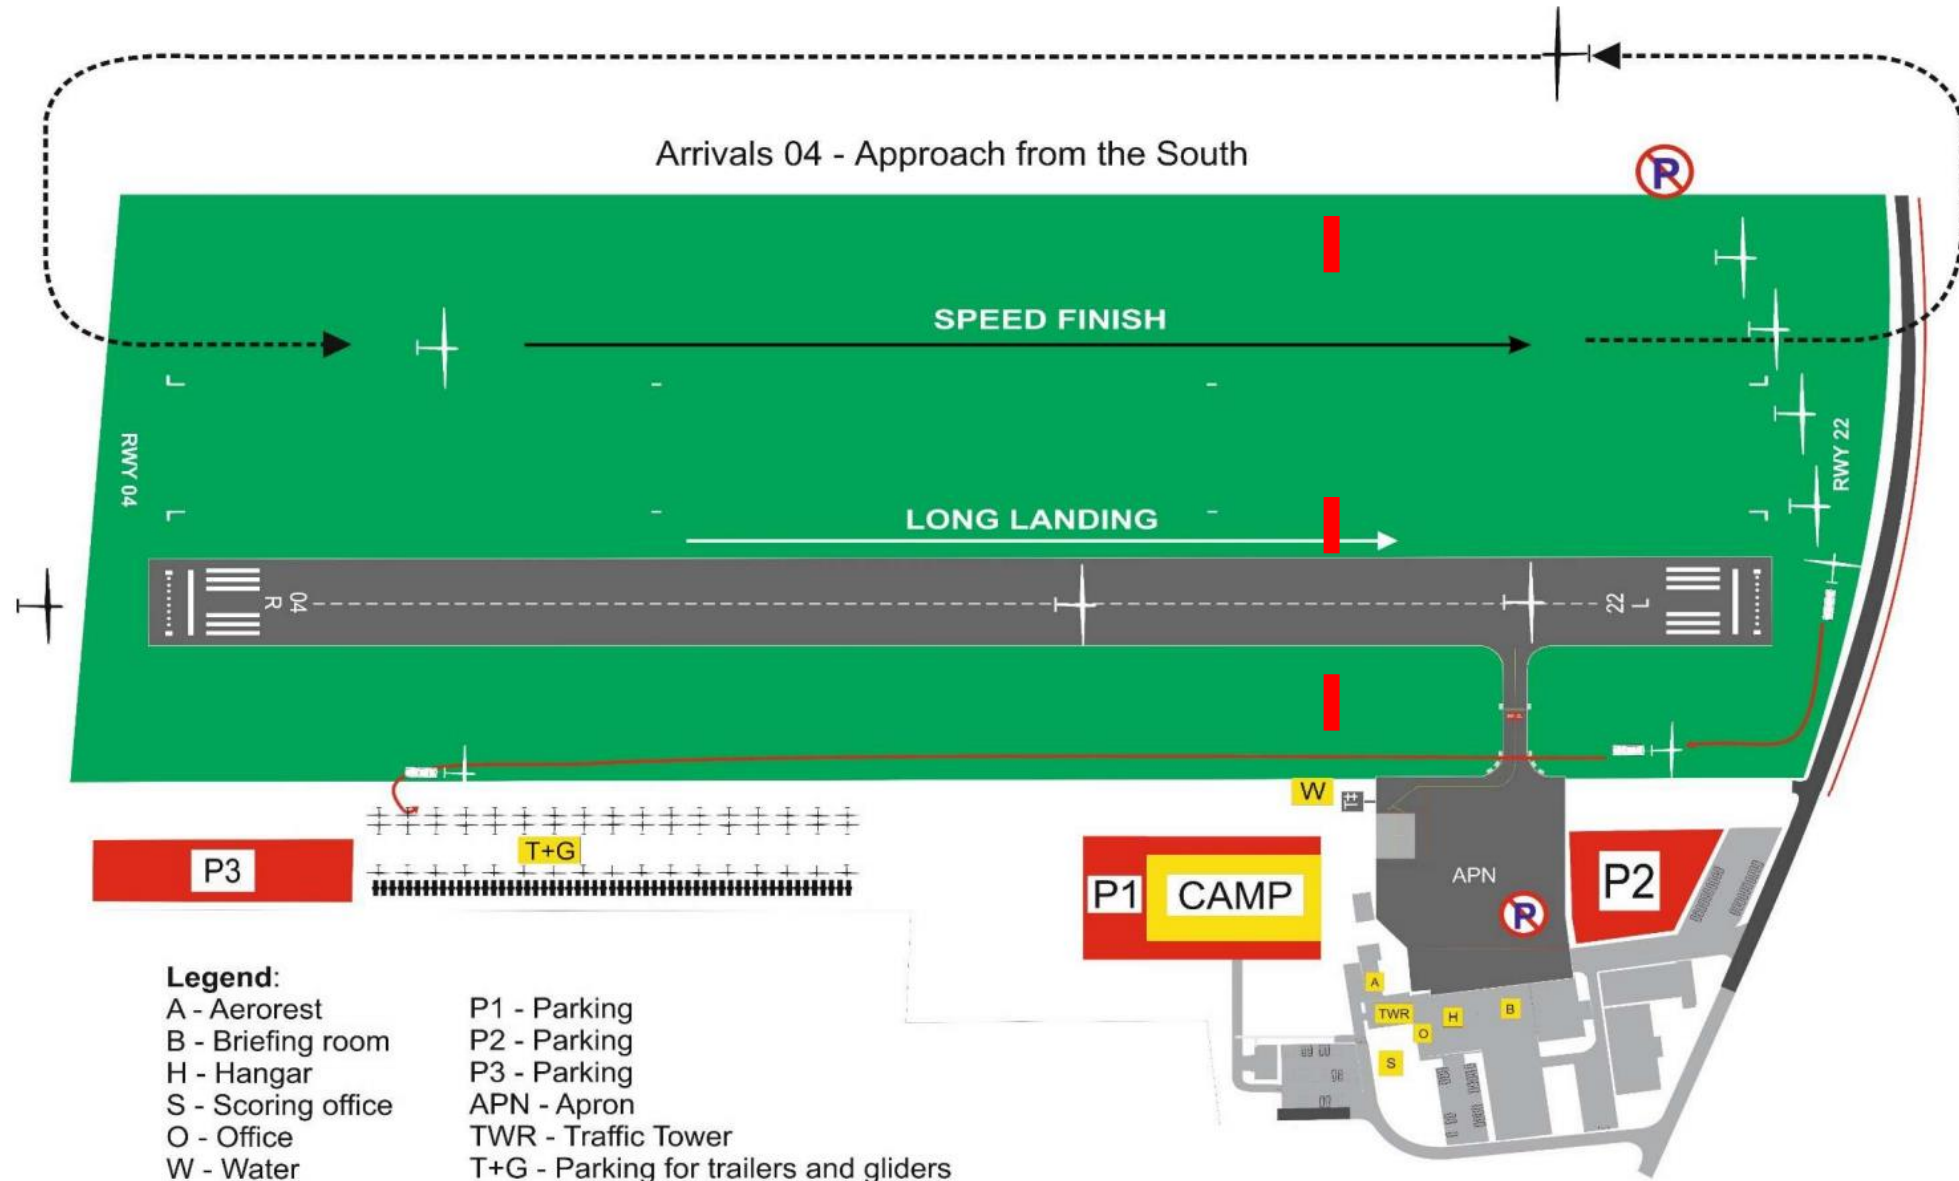 Arrivals 04 - Approach from the South
P
SPEED FINISH
RWY 04
RWY 22
LONG LANDING
04
R
22
L
W
T+G
P3
P1
CAMP
APN
P2
P
A
TWR
H
B
O
S
Legend:
A - Aerorest
B - Briefing room
H - Hangar
S - Scoring office
O - Office
W - Water
P1 - Parking
P2 - Parking
P3 - Parking
APN - Apron
TWR - Traffic Tower
T+G - Parking for trailers and gliders